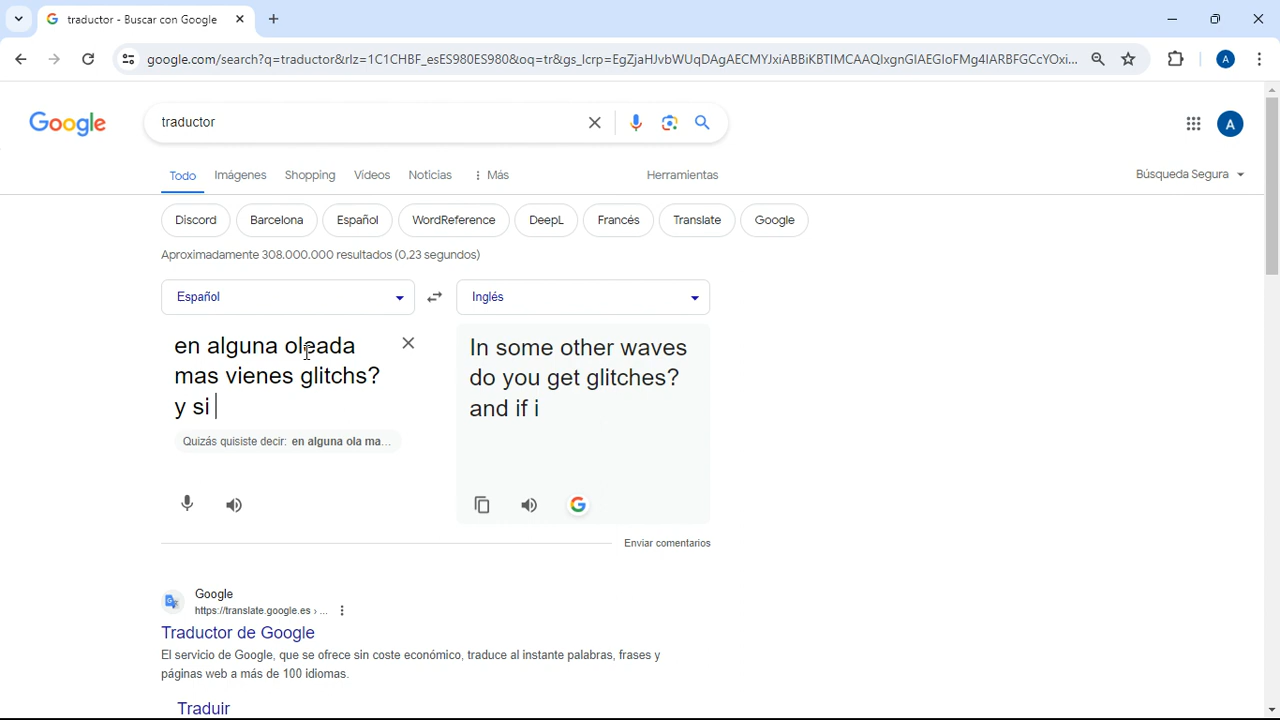 traductor - Buscar con Google
google.com/search?q=traductor&rlz=1C1CHBF_esES980ES980&oq=tr&gs_lcrp=EgZjaHJvbWUqDAgAECMYJxiABBiKBTIMCAAQIxgnGIAEGIoFMg4IARBFGCcYOxi...
A
Google
traductor
A
Todo
Imágenes
Shopping
Videos
Noticias
Más
Herramientas
Búsqueda Segura
Discord
Barcelona
Español
WordReference
DeepL
Francés
Translate
Google
Aproximadamente 308.000.000 resultados (0,23 segundos)
Español
Inglés
en alguna oleada
mas vienes glitchs?
y si
In some other waves
do you get glitches?
and if i
Quizás quisiste decir: en alguna ola ma...
Enviar comentarios
Google
https://translate.google.es › ...
Traductor de Google
El servicio de Google, que se ofrece sin coste económico, traduce al instante palabras, frases y
páginas web a más de 100 idiomas.
Traduir